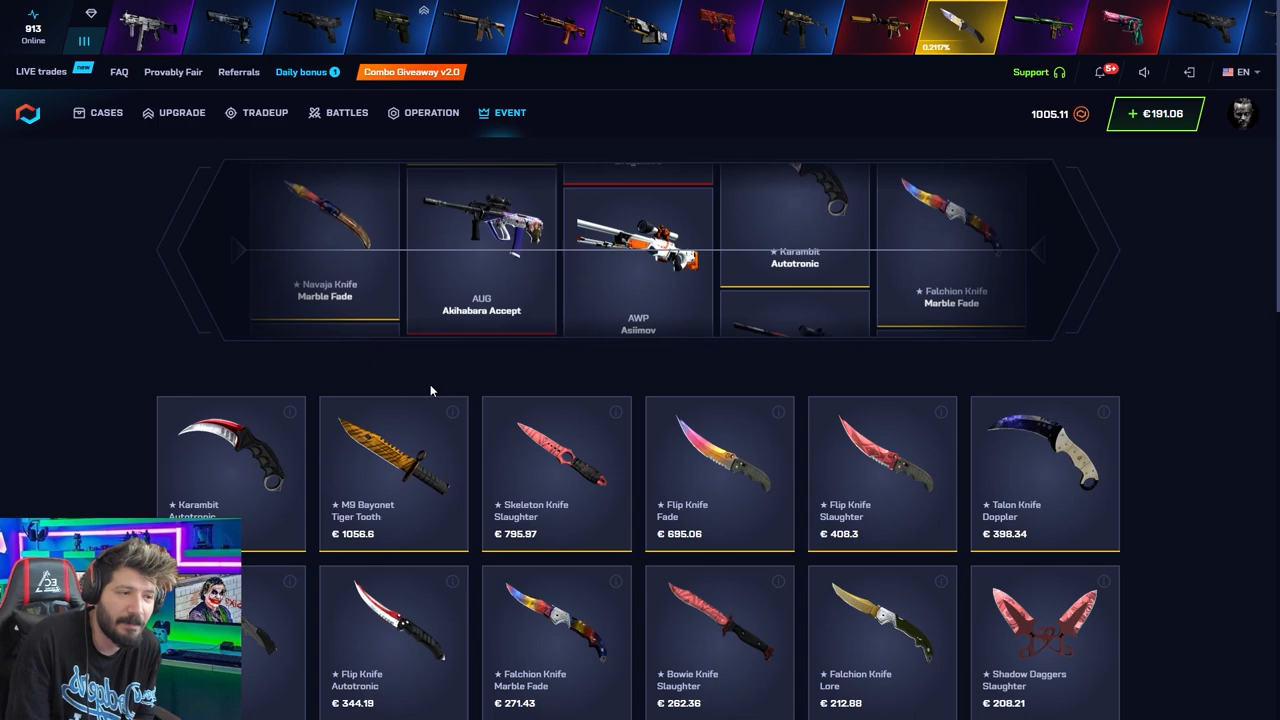 913
Online
0.2117%
LIVE trades new FAQ Provably Fair Referrals Daily bonus 1 Combo Giveaway v2.0 Support 5+ EN
CASES UPGRADE TRADEUP BATTLES OPERATION EVENT 1005.11 + €191.06
★ Navaja Knife
Marble Fade
AUG
Akihabara Accept
AWP
Asiimov
★ Karambit
Autotronic
★ Falchion Knife
Marble Fade
★ Karambit
Autotronic
★ M9 Bayonet
Tiger Tooth
€ 1056.6
★ Skeleton Knife
Slaughter
€ 795.97
★ Flip Knife
Fade
€ 695.06
★ Flip Knife
Slaughter
€ 408.3
★ Talon Knife
Doppler
€ 398.34
★ Flip Knife
Autotronic
€ 344.19
★ Falchion Knife
Marble Fade
€ 271.43
★ Bowie Knife
Slaughter
€ 262.36
★ Falchion Knife
Lore
€ 212.88
★ Shadow Daggers
Slaughter
€ 208.21